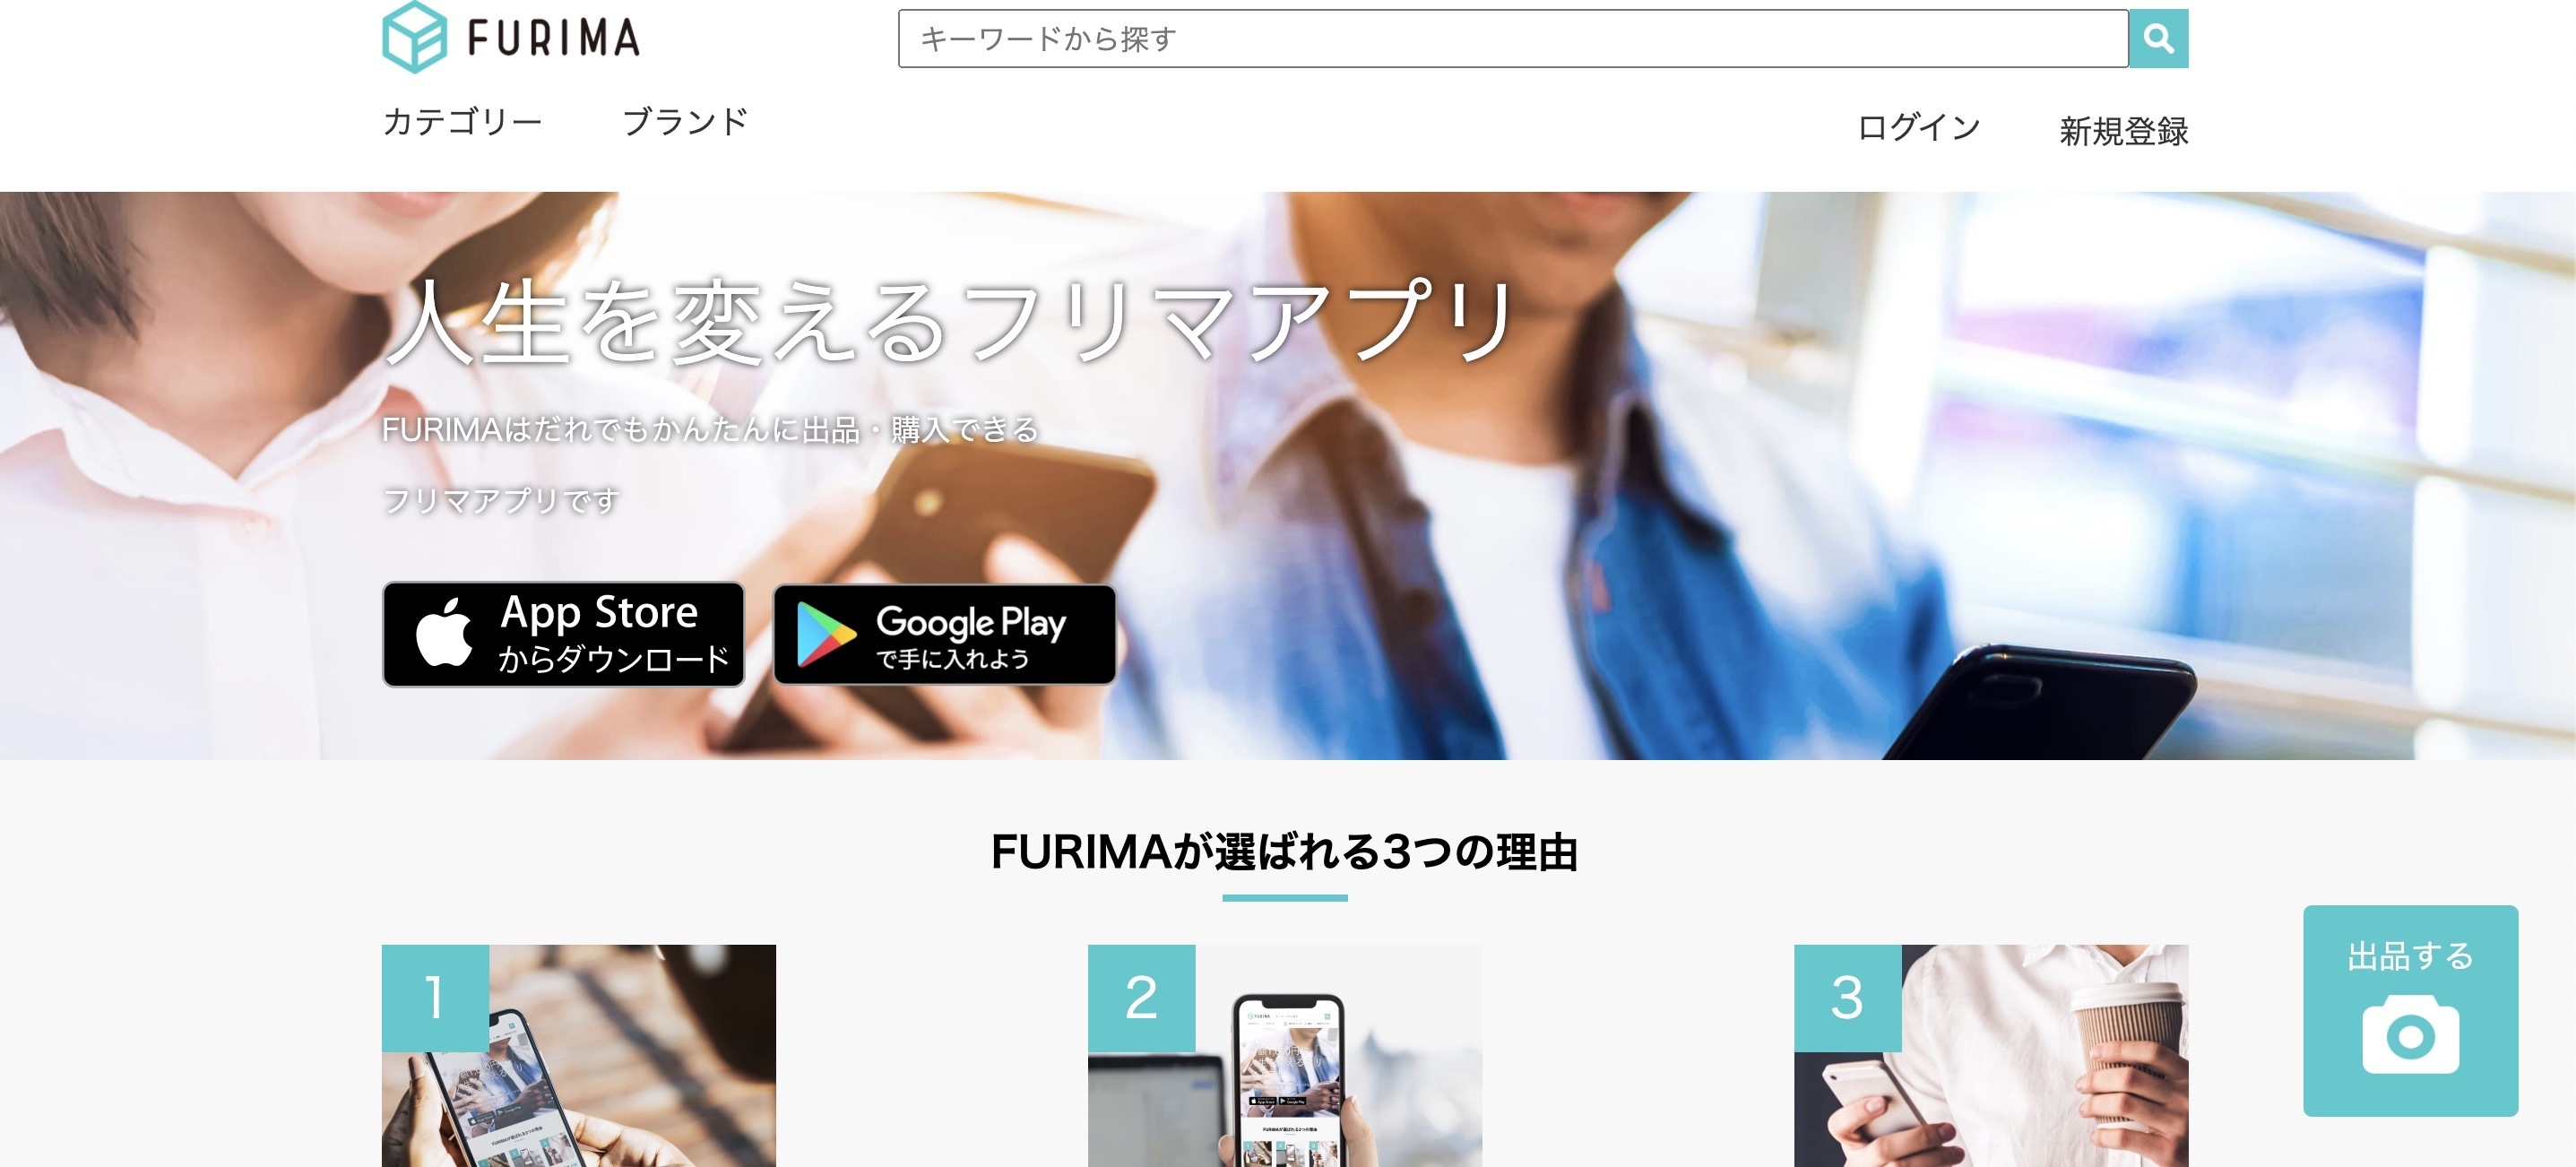 FURIMA
キーワードから探す
カテゴリー ブランド
ログイン 新規登録
人生を変えるフリマアプリ
FURIMAはだれでもかんたんに出品・購入できる
フリマアプリです
App Store
からダウンロード
Google Play
で手に入れよう
FURIMAが選ばれる3つの理由
1
2
3
出品する